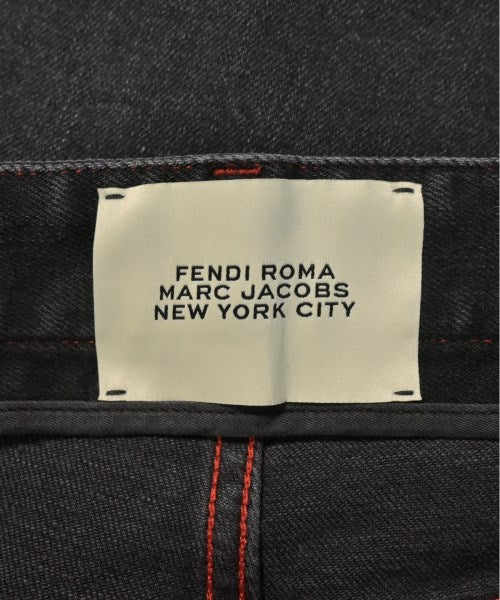 FENDI ROMA
MARC JACOBS
NEW YORK CITY